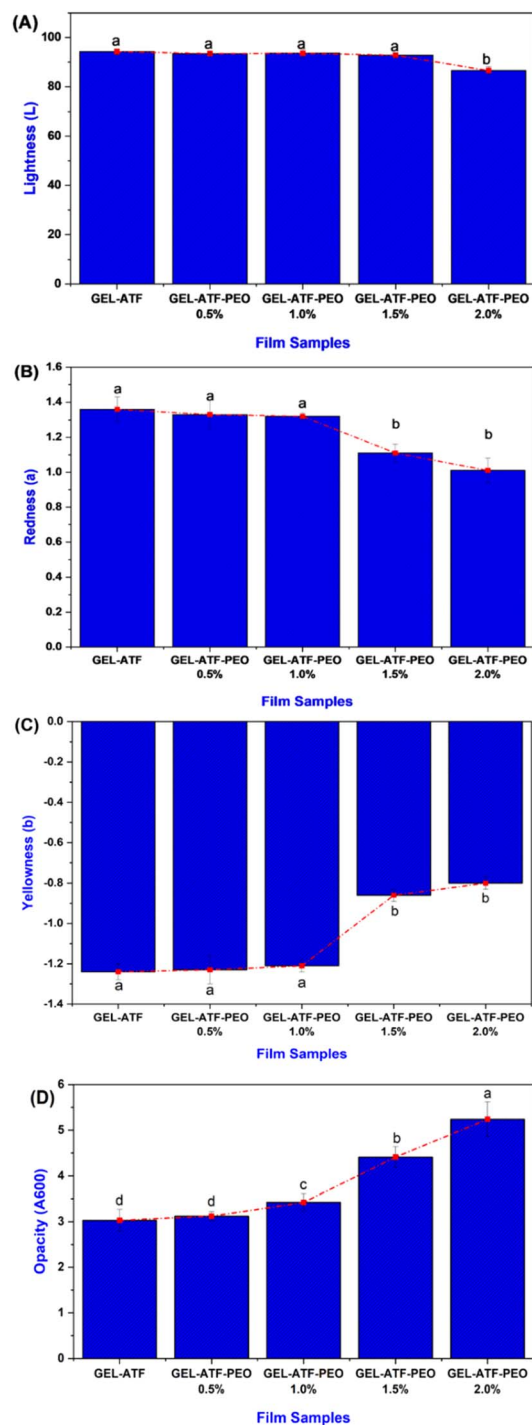 (A)
100
a a a a b
80
60
40
20
0
Lightness (L)
GEL-ATF GEL-ATF-PEO GEL-ATF-PEO GEL-ATF-PEO GEL-ATF-PEO
0.5% 1.0% 1.5% 2.0%
Film Samples
(B)
1.6
a a a b b
1.4
1.2
1.0
0.8
0.6
0.4
0.2
0.0
Redness (a)
GEL-ATF GEL-ATF-PEO GEL-ATF-PEO GEL-ATF-PEO GEL-ATF-PEO
0.5% 1.0% 1.5% 2.0%
Film Samples
(C)
0.0
-0.2
-0.4
-0.6
-0.8
-1.0
-1.2
-1.4
Yellowness (b)
a a a b b
GEL-ATF GEL-ATF-PEO GEL-ATF-PEO GEL-ATF-PEO GEL-ATF-PEO
0.5% 1.0% 1.5% 2.0%
Film Samples
(D)
6
5
4
3
2
1
0
Opacity (A600)
d d c b a
GEL-ATF GEL-ATF-PEO GEL-ATF-PEO GEL-ATF-PEO GEL-ATF-PEO
0.5% 1.0% 1.5% 2.0%
Film Samples